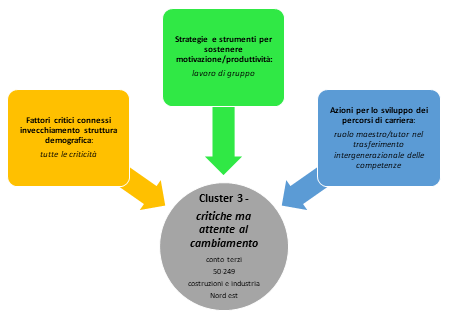 Strategie e strumenti per
sostenere
motivazione/produttività:
lavoro di gruppo
Fattori critici connessi
invecchiamento struttura
demografica:
tutte le criticità
Azioni per lo sviluppo dei
percorsi di carriera:
ruolo maestro/tutor nel
trasferimento
intergenerazionale delle
competenze
Cluster 3 -
critiche ma
attente al
cambiamento
conto terzi
50 249
costruzioni e industria
Nord est